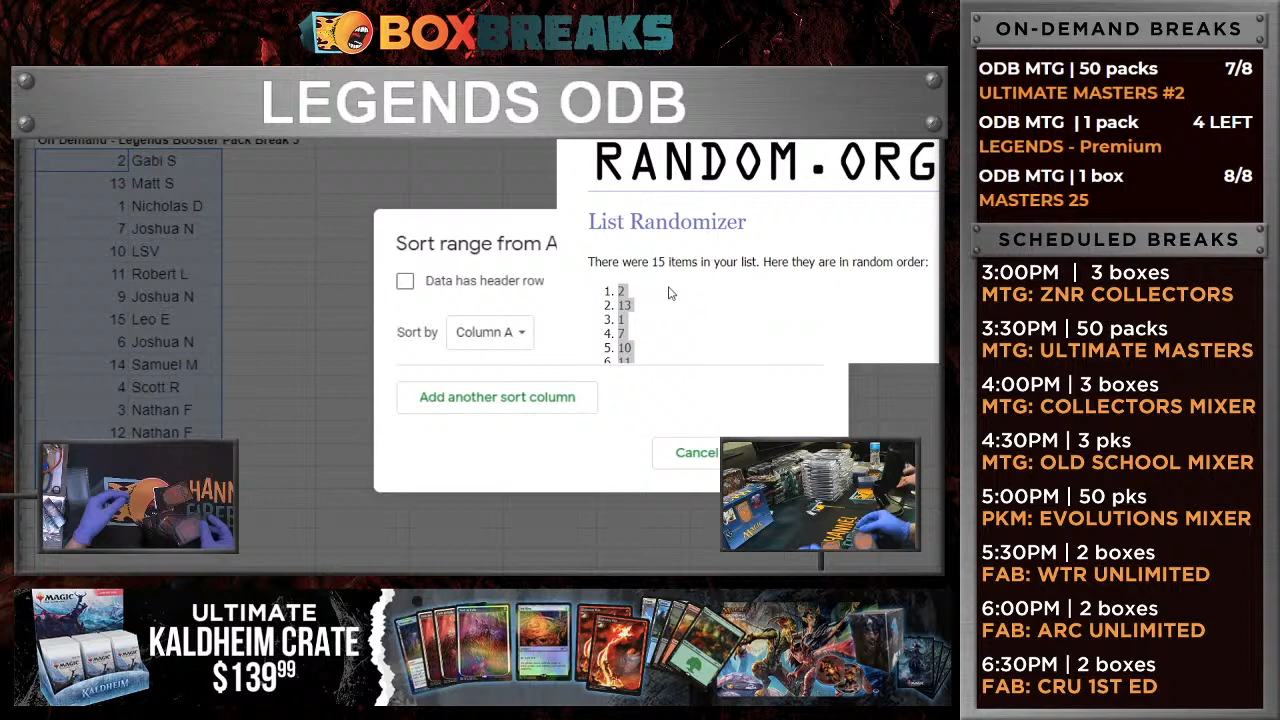 BOXBREAKS
LEGENDS ODB
On Demand - Legends Booster Pack Break 5
2 Gabi S
13 Matt S
1 Nicholas D
7 Joshua N
10 LSV
11 Robert L
9 Joshua N
15 Leo E
6 Joshua N
14 Samuel M
4 Scott R
3 Nathan F
12 Nathan F
Sort range from A
Data has header row
Sort by Column A
Add another sort column
Cancel
RANDOM.ORG
List Randomizer
There were 15 items in your list. Here they are in random order:
1. 2
2. 13
3. 1
4. 7
5. 10
6. 11
MAGIC
ULTIMATE
KALDHEIM CRATE
$139⁹⁹
MAGIC
KALDHEIM
ON-DEMAND BREAKS
ODB MTG | 50 packs 7/8
ULTIMATE MASTERS #2
ODB MTG | 1 pack 4 LEFT
LEGENDS - Premium
ODB MTG | 1 box 8/8
MASTERS 25
SCHEDULED BREAKS
3:00PM | 3 boxes
MTG: ZNR COLLECTORS
3:30PM | 50 packs
MTG: ULTIMATE MASTERS
4:00PM | 3 boxes
MTG: COLLECTORS MIXER
4:30PM | 3 pks
MTG: OLD SCHOOL MIXER
5:00PM | 50 pks
PKM: EVOLUTIONS MIXER
5:30PM | 2 boxes
FAB: WTR UNLIMITED
6:00PM | 2 boxes
FAB: ARC UNLIMITED
6:30PM | 2 boxes
FAB: CRU 1ST ED